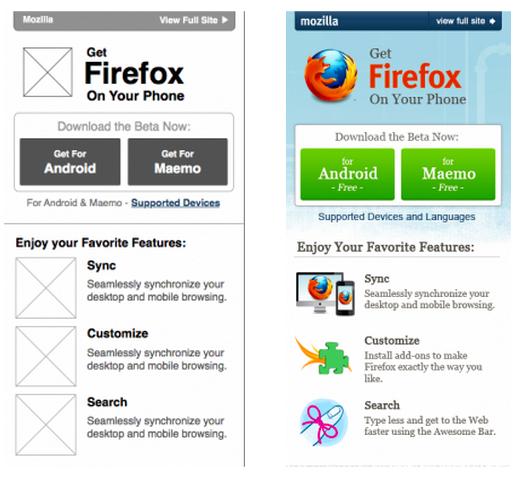 Mozilla View Full Site ▶
Get
Firefox
On Your Phone
Download the Beta Now:
Get For
Android
Get For
Maemo
For Android & Maemo - Supported Devices
Enjoy your Favorite Features:
Sync
Seamlessly synchronize your
desktop and mobile browsing.
Customize
Seamlessly synchronize your
desktop and mobile browsing.
Search
Seamlessly synchronize your
desktop and mobile browsing.
mozilla view full site
Get
Firefox
On Your Phone
Download the Beta Now:
for
Android
- Free -
for
Maemo
- Free -
Supported Devices and Languages
Enjoy Your Favorite Features:
Sync
Seamlessly synchronize your
desktop and mobile browsing.
Customize
Install add-ons to make
Firefox exactly the way you
like.
Search
Type less and get to the Web
faster using the Awesome Bar.